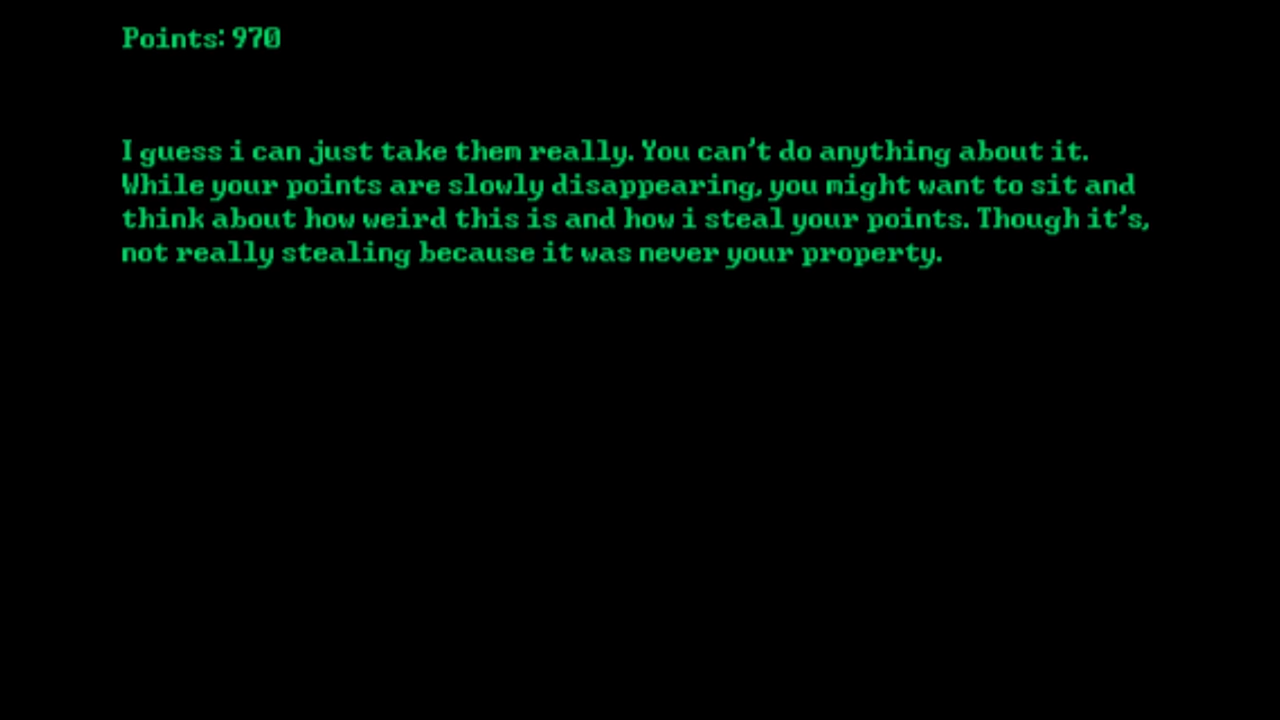 Points: 970
I guess i can just take them really. You can't do anything about it.
While your points are slowly disappearing, you might want to sit and
think about how weird this is and how i steal your points. Though it's,
not really stealing because it was never your property.